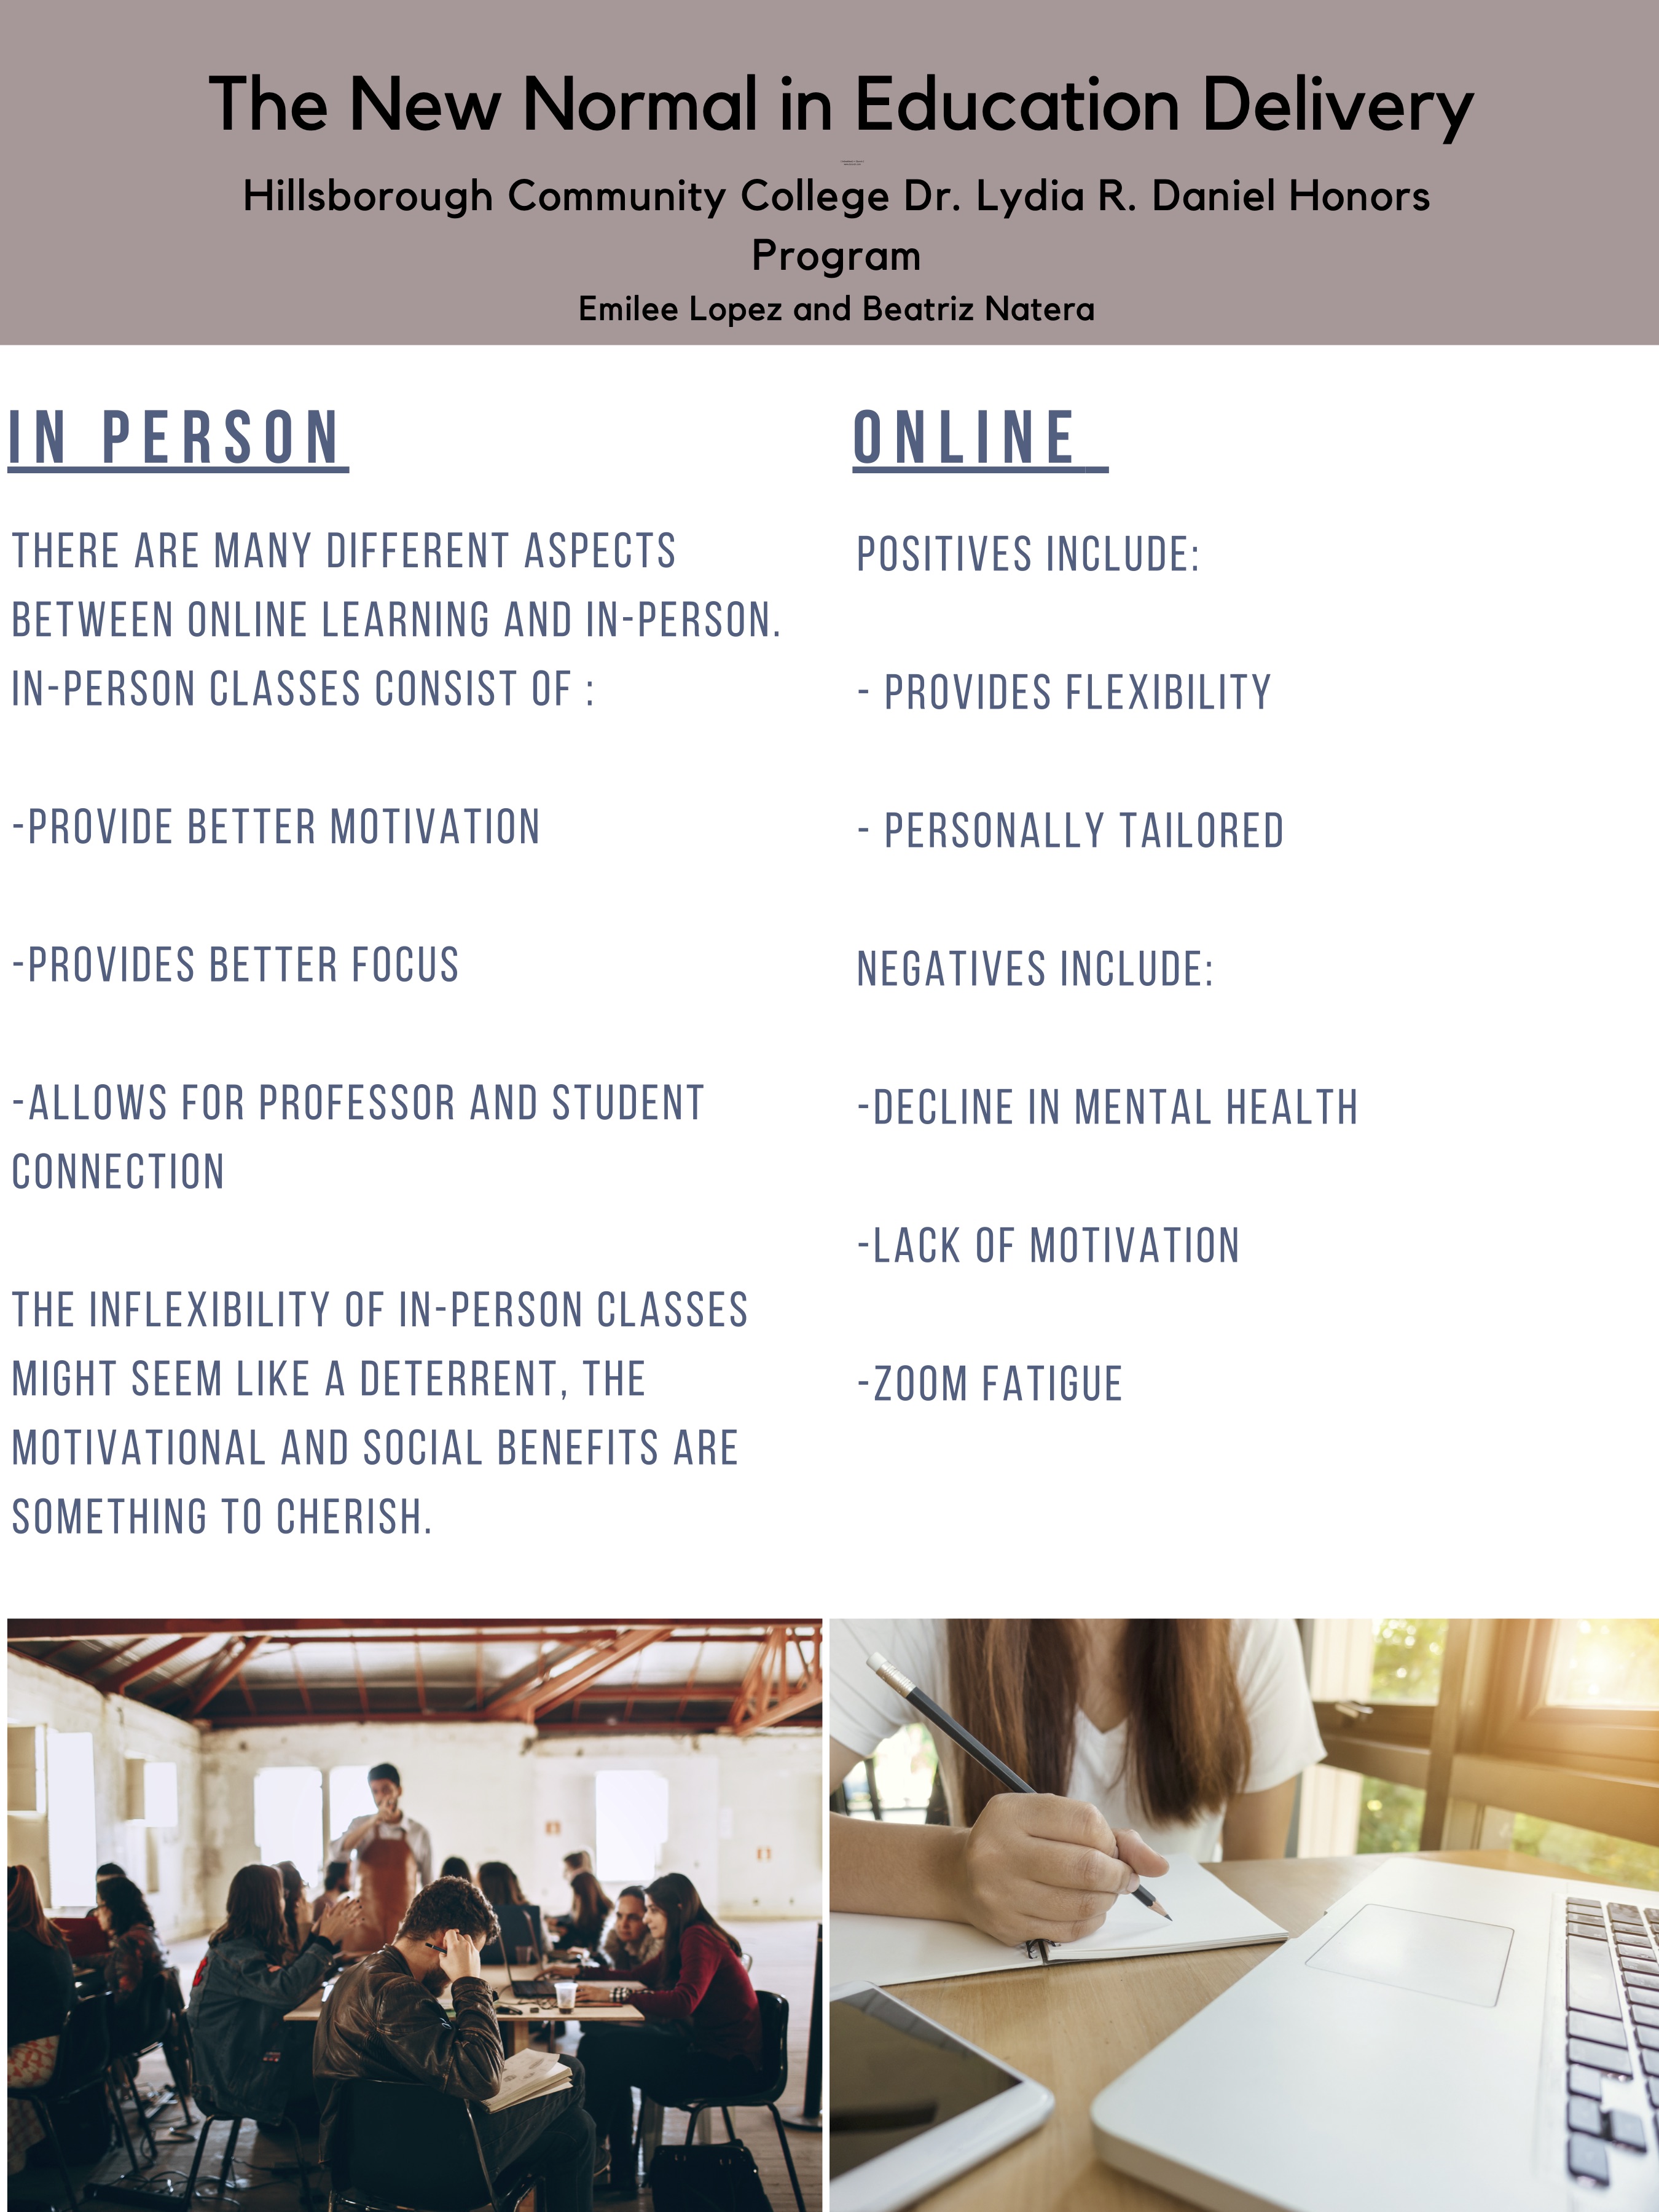 The New Normal in Education Delivery
Hillsborough Community College Dr. Lydia R. Daniel Honors
Program
Emilee Lopez and Beatriz Natera
IN PERSON
THERE ARE MANY DIFFERENT ASPECTS
BETWEEN ONLINE LEARNING AND IN-PERSON.
IN-PERSON CLASSES CONSIST OF :
-PROVIDE BETTER MOTIVATION
-PROVIDES BETTER FOCUS
-ALLOWS FOR PROFESSOR AND STUDENT
CONNECTION
THE INFLEXIBILITY OF IN-PERSON CLASSES
MIGHT SEEM LIKE A DETERRENT, THE
MOTIVATIONAL AND SOCIAL BENEFITS ARE
SOMETHING TO CHERISH.
ONLINE
POSITIVES INCLUDE:
- PROVIDES FLEXIBILITY
- PERSONALLY TAILORED
NEGATIVES INCLUDE:
-DECLINE IN MENTAL HEALTH
-LACK OF MOTIVATION
-ZOOM FATIGUE